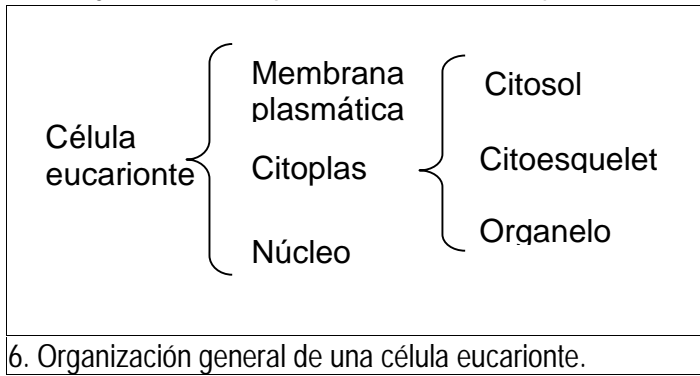 Célula
eucarionte
Membrana
plasmática
Citoplas
Núcleo
Citosol
Citoesquelet
Organelo
6. Organización general de una célula eucarionte.